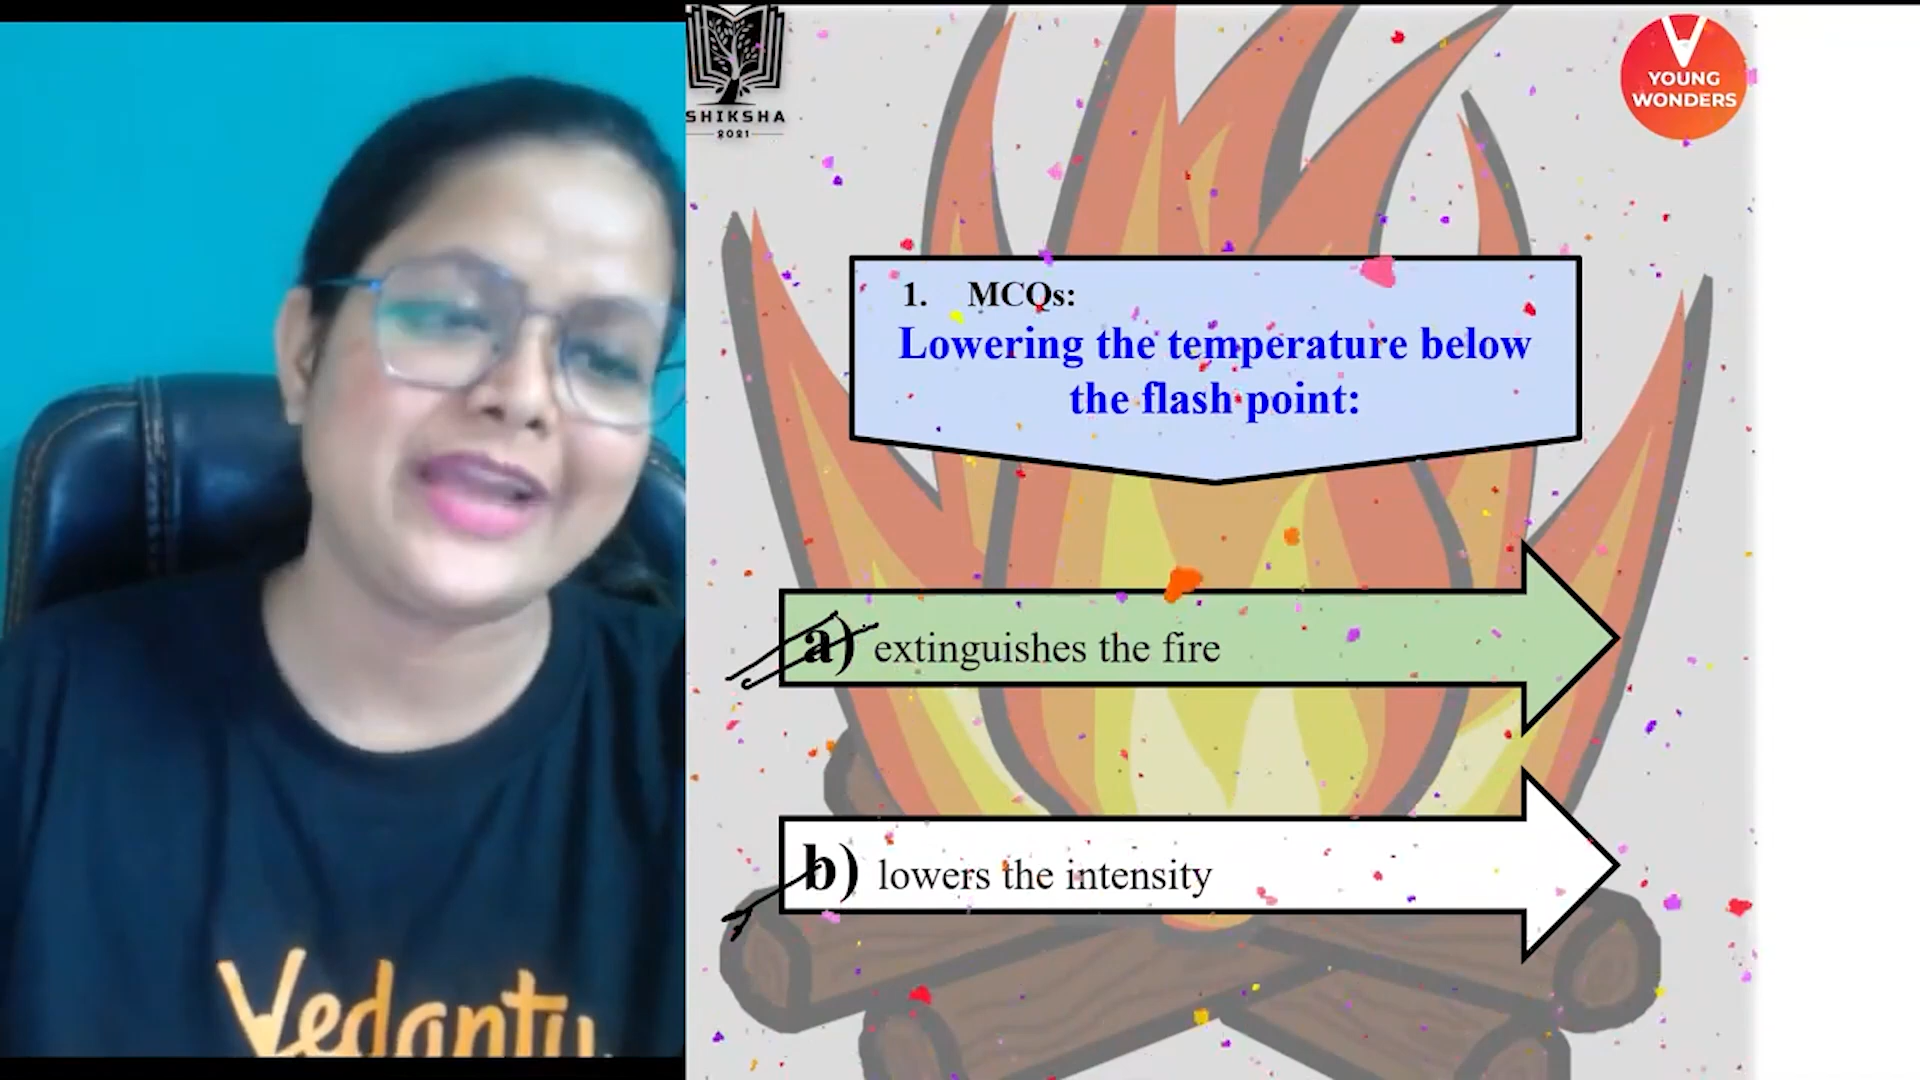 SHIKSHA
2021
YOUNG
WONDERS
1. MCQs:
Lowering the temperature below
the flash point:
a) extinguishes the fire
b) lowers the intensity
Vedantu